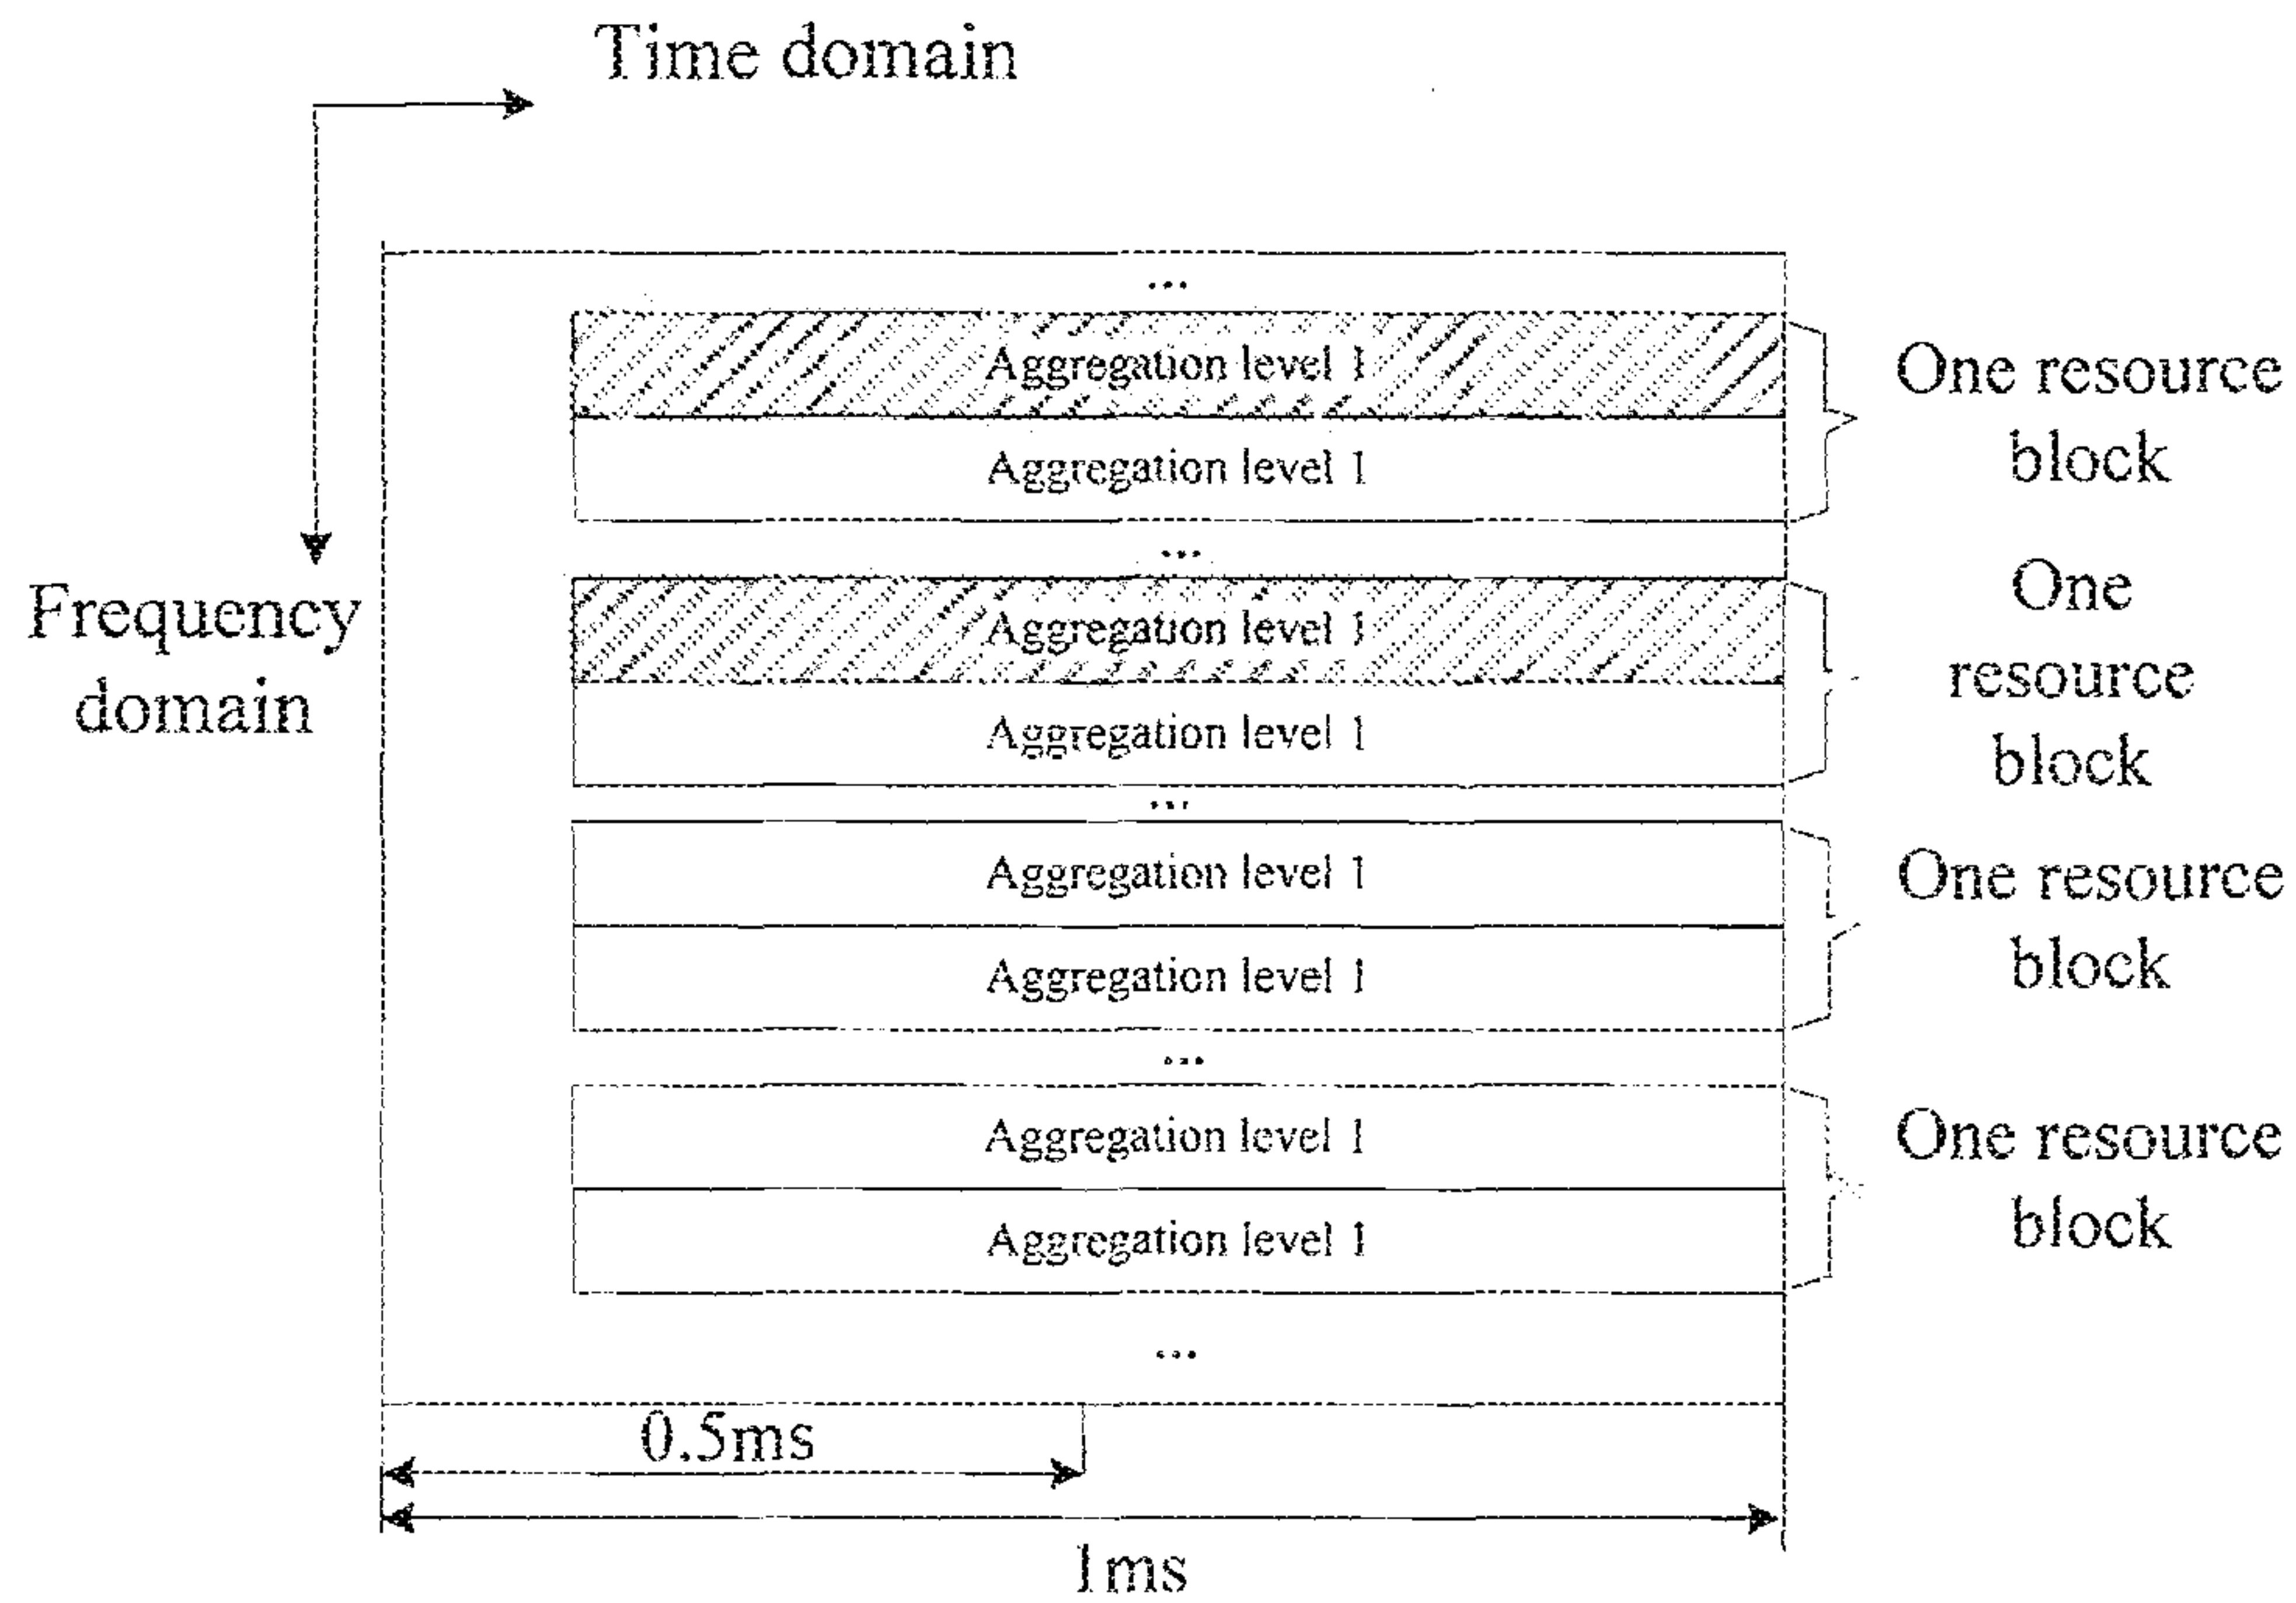 Time domain
Frequency
domain
...
Aggregation level 1
Aggregation level 1
One resource
block
...
Aggregation level 1
Aggregation level 1
One
resource
block
...
Aggregation level 1
Aggregation level 1
One resource
block
...
Aggregation level 1
Aggregation level 1
One resource
block
...
0.5ms
1ms